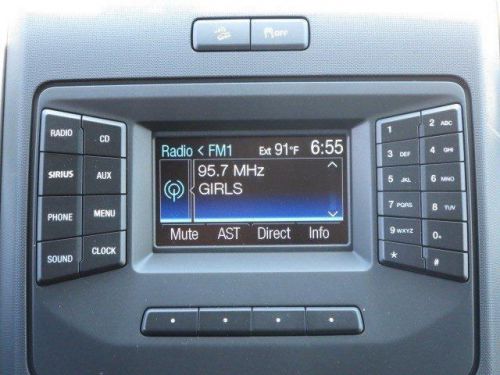 OFF
RADIO
CD
SIRIUS
AUX
PHONE
MENU
SOUND
CLOCK
Radio < FM1 Ext 91°F 6:55
95.7 MHz
GIRLS
Mute AST Direct Info
1
2 ABC
3 DEF
4 GHI
5 JKL
6 MNO
7 PQRS
8 TUV
9 WXYZ
0+
*
#